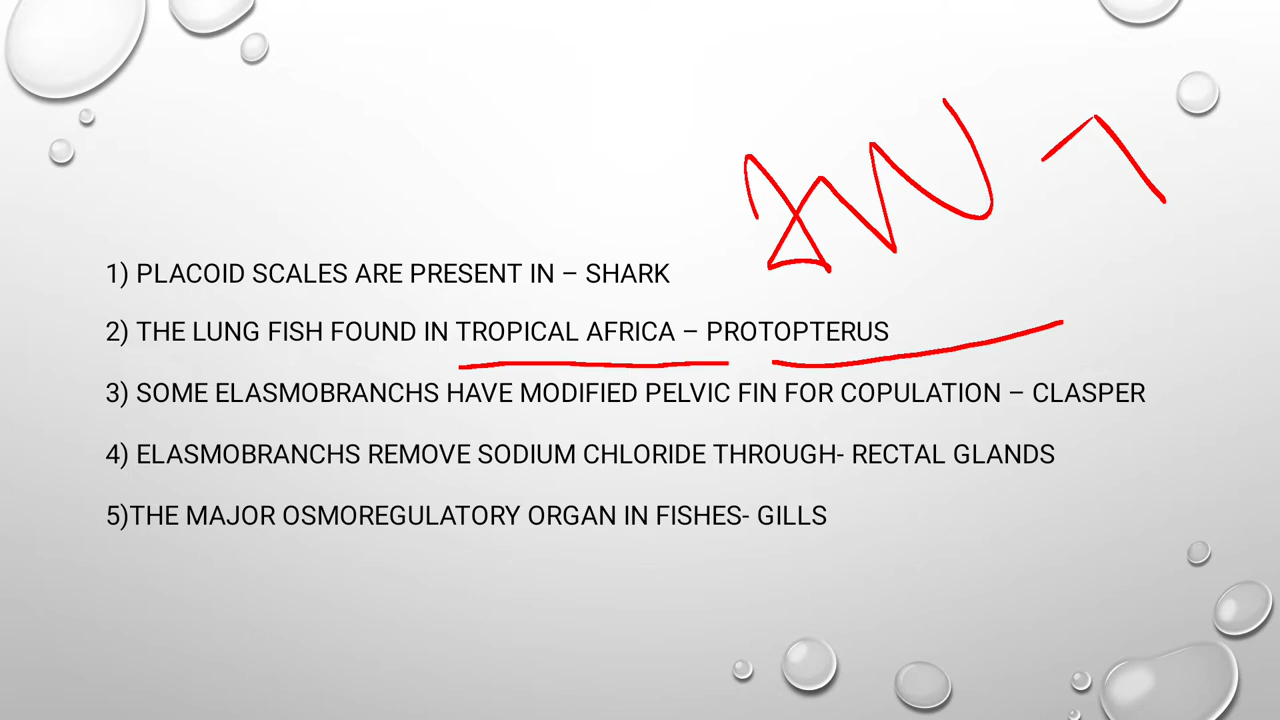 1) PLACOID SCALES ARE PRESENT IN – SHARK
2) THE LUNG FISH FOUND IN TROPICAL AFRICA – PROTOPTERUS
3) SOME ELASMOBRANCHS HAVE MODIFIED PELVIC FIN FOR COPULATION – CLASPER
4) ELASMOBRANCHS REMOVE SODIUM CHLORIDE THROUGH- RECTAL GLANDS
5)THE MAJOR OSMOREGULATORY ORGAN IN FISHES- GILLS